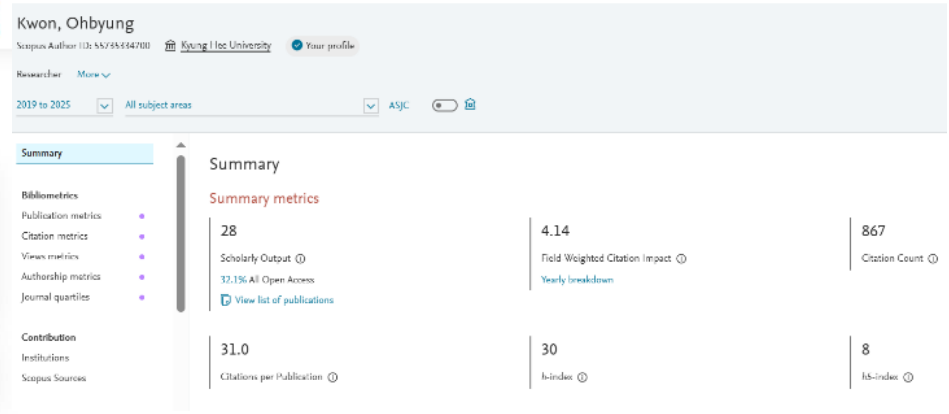 Kwon, Ohbyung
Scopus Author ID: 55735334700 Kyung Hee University Your profile
Researcher More
2019 to 2025 All subject areas ASJC
Summary
Bibliometrics
Publication metrics
Citation metrics
Views metrics
Authorship metrics
Journal quartiles
Contribution
Institutions
Scopus Sources
Summary
Summary metrics
28
Scholarly Output
32.1% All Open Access
View list of publications
4.14
Field Weighted Citation Impact
Yearly breakdown
867
Citation Count
31.0
Citations per Publication
30
h-index
8
h5-index